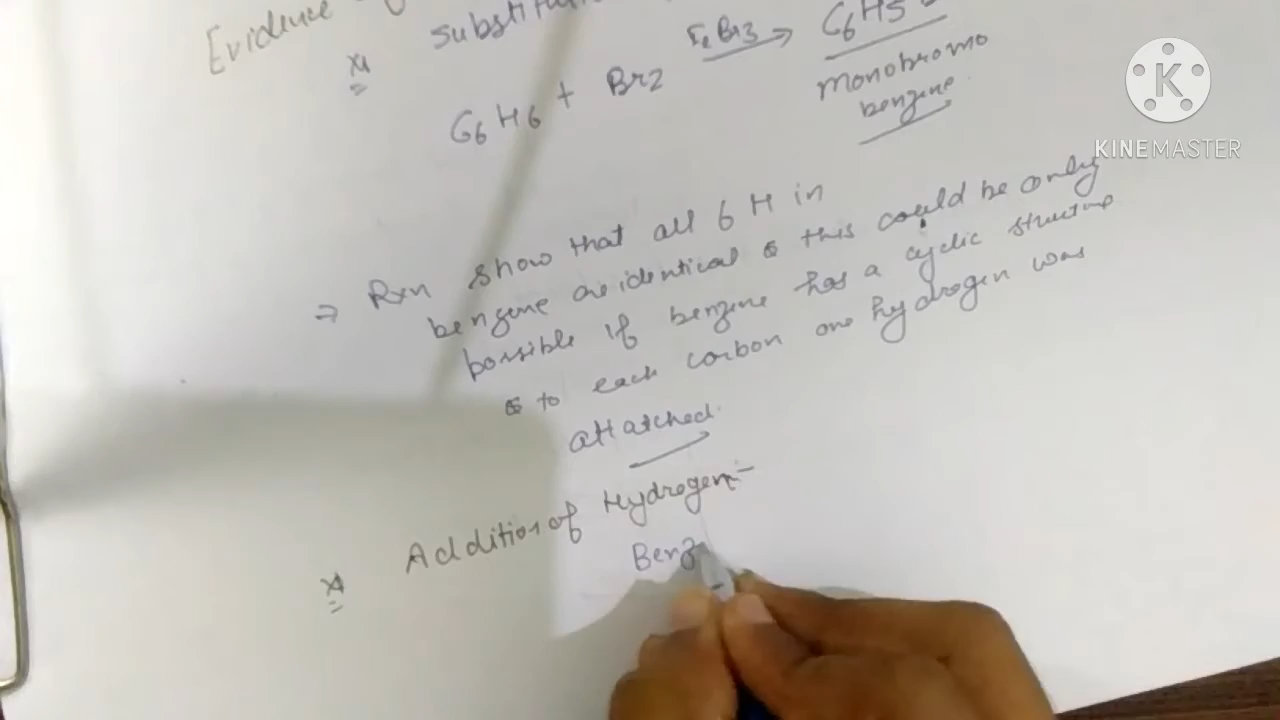 Evidence
* substitution
C6H6 + Br2 FeBr3 → C6H5
monobromo
benzene.
⇒ Rxn show that all 6 H in
benzene are identical & this could be only
possible if benzene has a cyclic structure
& to each carbon one hydrogen was
attatched.
* Addition of Hydrogen:-
Benz
K
KINEMASTER